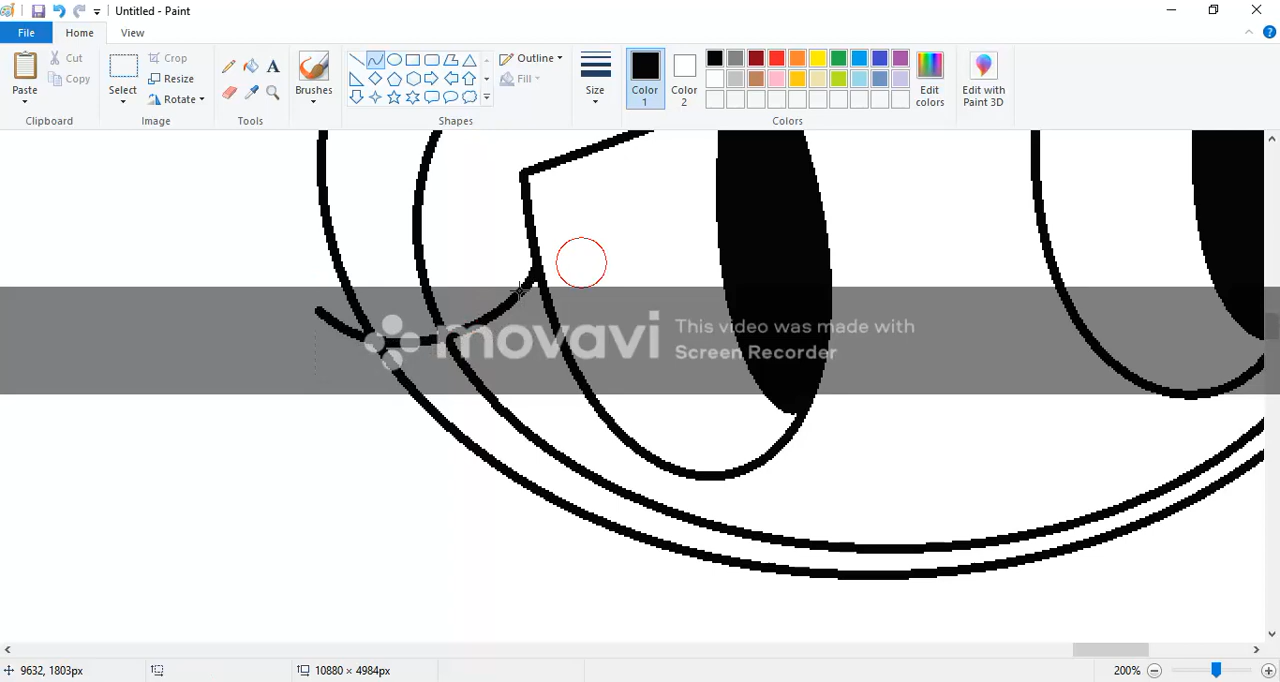 Untitled - Paint
File Home View
Paste
Cut
Copy
Clipboard
Select
Crop
Resize
Rotate
Image
A
Tools
Brushes
Shapes
Outline
Fill
Size
Color 1
Color 2
Edit colors
Colors
Edit with Paint 3D
movavi
This video was made with
Screen Recorder
9632, 1803px
10880 × 4984px
200%